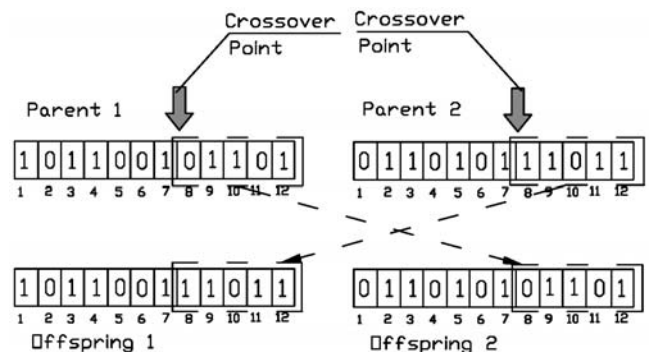 Crossover Crossover
Point Point
Parent 1 Parent 2
1 0 1 1 0 0 1 0 1 1 0 1 0 1 1 0 1 0 1 1 1 0 1 1
1 2 3 4 5 6 7 8 9 10 11 12 1 2 3 4 5 6 7 8 9 10 11 12
1 0 1 1 0 0 1 1 1 0 1 1 0 1 1 0 1 0 1 0 1 1 0 1
1 2 3 4 5 6 7 8 9 10 11 12 1 2 3 4 5 6 7 8 9 10 11 12
Offspring 1 Offspring 2